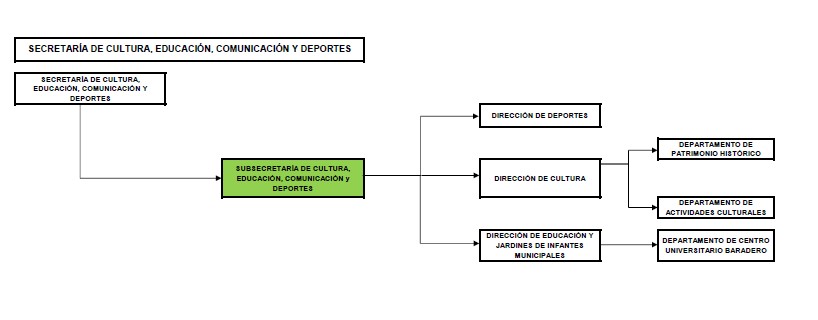 SECRETARÍA DE CULTURA, EDUCACIÓN, COMUNICACIÓN Y DEPORTES
SECRETARÍA DE CULTURA,
EDUCACIÓN, COMUNICACIÓN Y
DEPORTES
SUBSECRETARÍA DE CULTURA,
EDUCACIÓN, COMUNICACIÓN y
DEPORTES
DIRECCIÓN DE DEPORTES
DIRECCIÓN DE CULTURA
DIRECCIÓN DE EDUCACIÓN Y
JARDINES DE INFANTES
MUNICIPALES
DEPARTAMENTO DE
PATRIMONIO HISTÓRICO
DEPARTAMENTO DE
ACTIVIDADES CULTURALES
DEPARTAMENTO DE CENTRO
UNIVERSITARIO BARADERO